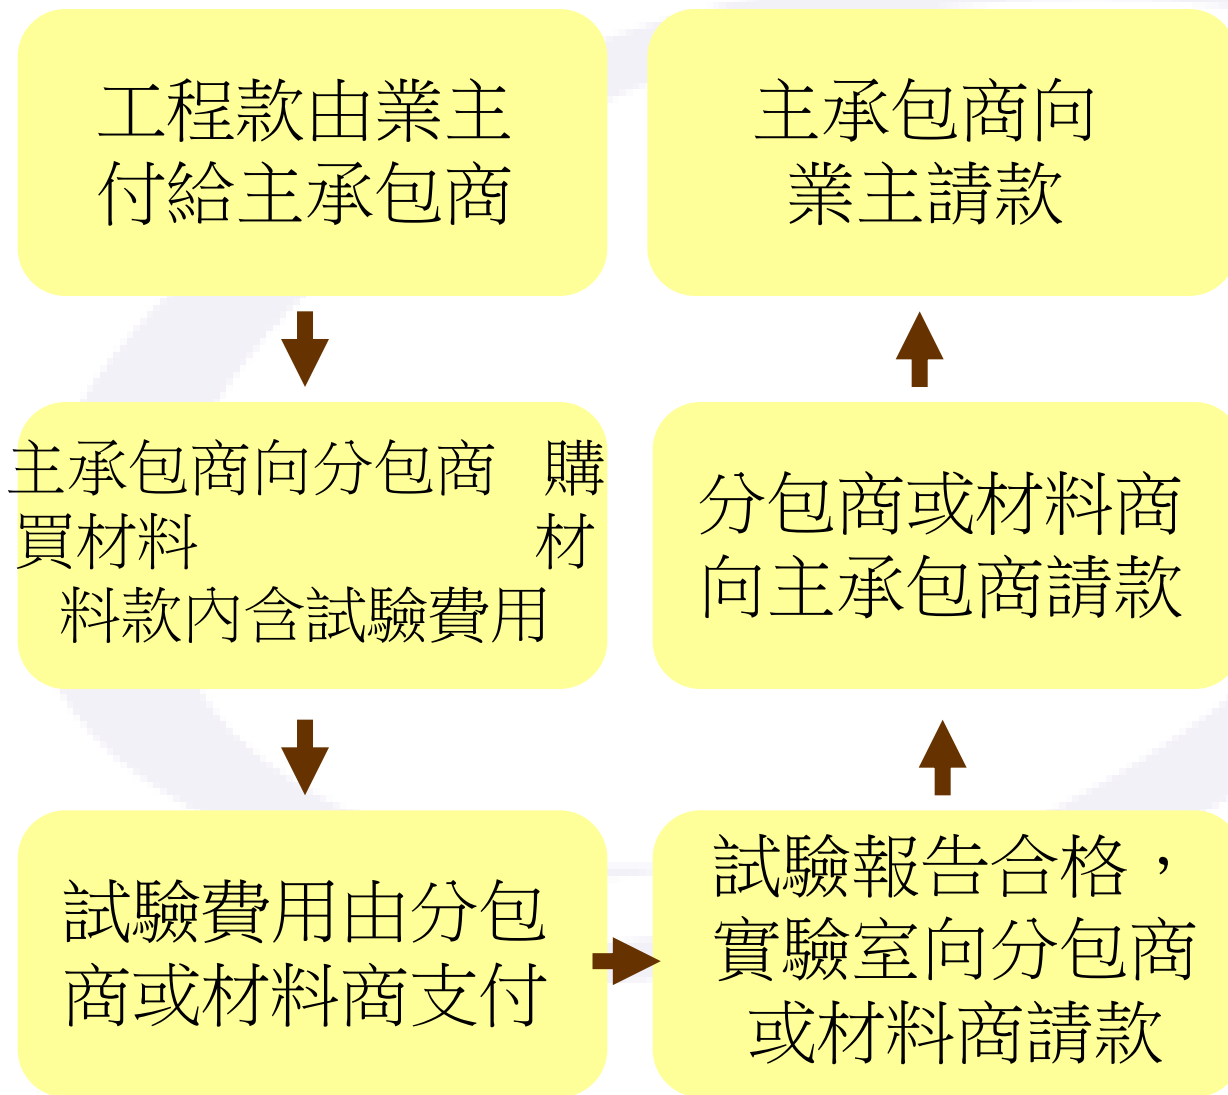 工程款由業主
付給主承包商
主承包商向分包商 購
買材料 材
料款內含試驗費用
試驗費用由分包
商或材料商支付
試驗報告合格，
實驗室向分包商
或材料商請款
分包商或材料商
向主承包商請款
主承包商向
業主請款